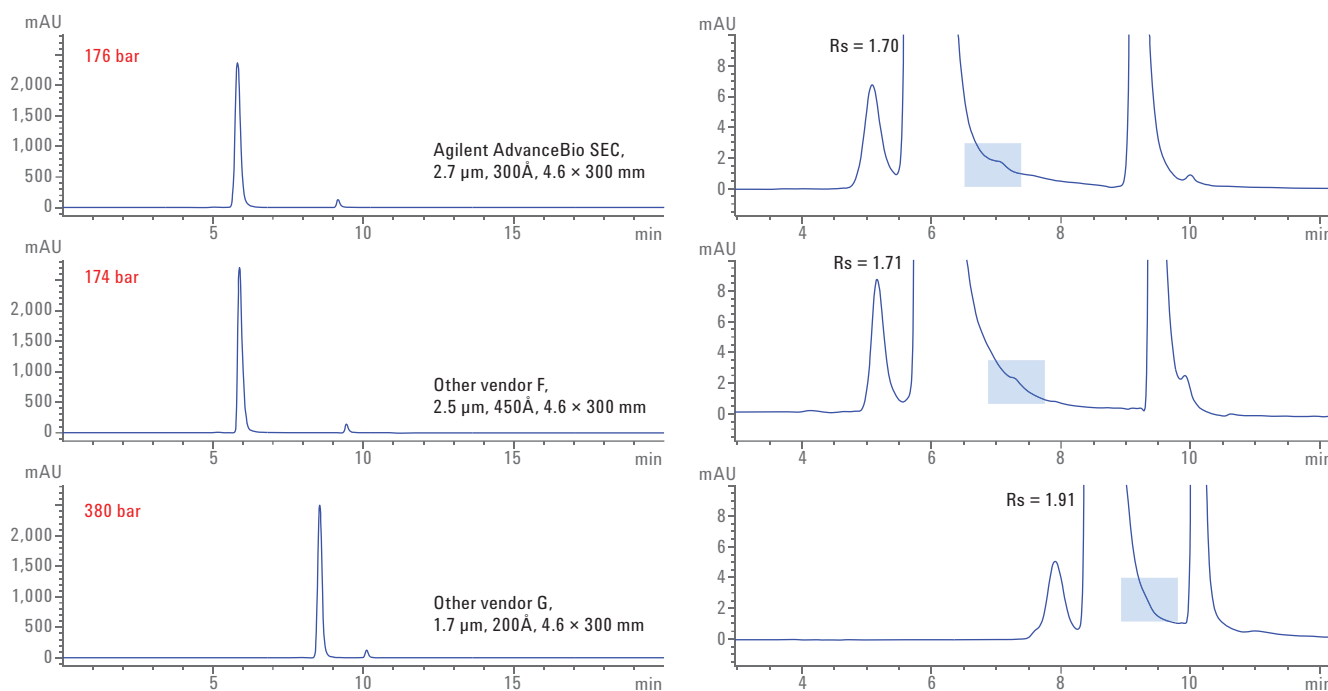 mAU
176 bar
2,000
1,500
1,000
500
0
Agilent AdvanceBio SEC,
2.7 µm, 300Å, 4.6 × 300 mm
5
10
15
min
mAU
Rs = 1.70
8
6
4
2
0
4
6
8
10
min
mAU
174 bar
2,000
1,500
1,000
500
0
Other vendor F,
2.5 µm, 450Å, 4.6 × 300 mm
5
10
15
min
mAU
Rs = 1.71
8
6
4
2
0
4
6
8
10
min
mAU
380 bar
2,000
1,500
1,000
500
0
Other vendor G,
1.7 µm, 200Å, 4.6 × 300 mm
5
10
15
min
mAU
Rs = 1.91
8
6
4
2
0
4
6
8
10
min